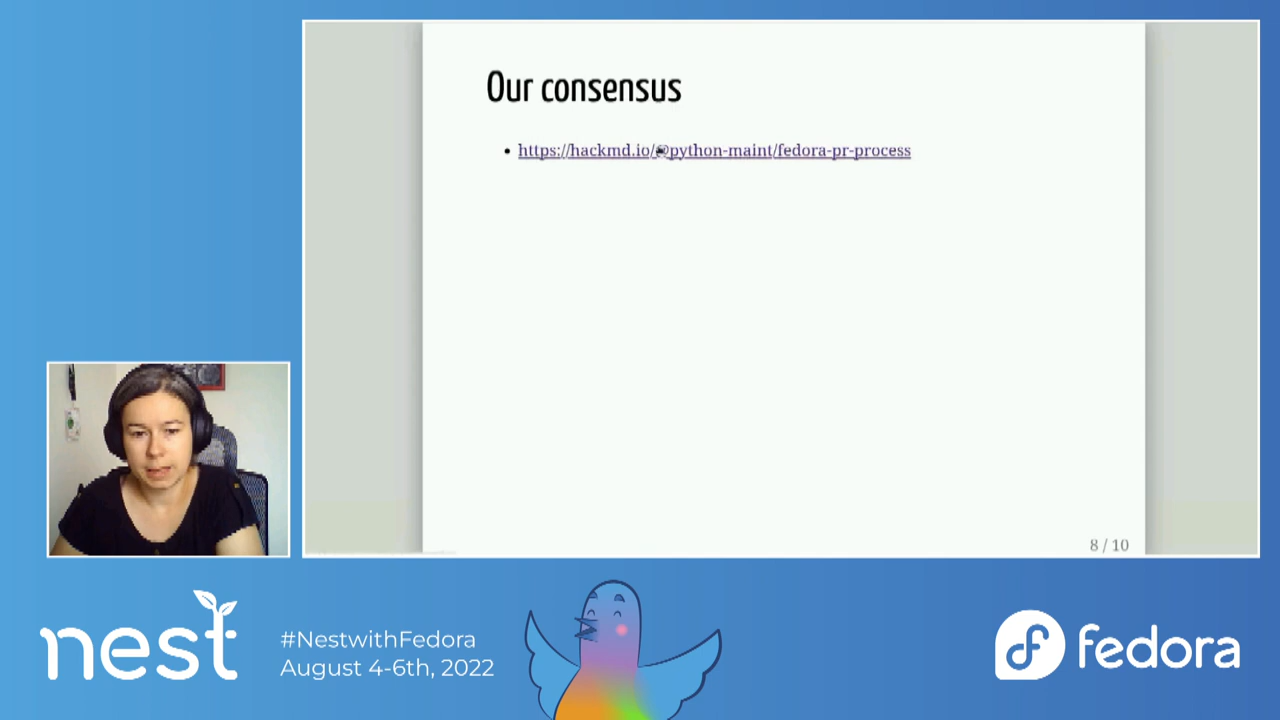 Our consensus
https://hackmd.io/@python-maint/fedora-pr-process
8 / 10
nest
#NestwithFedora
August 4-6th, 2022
fedora